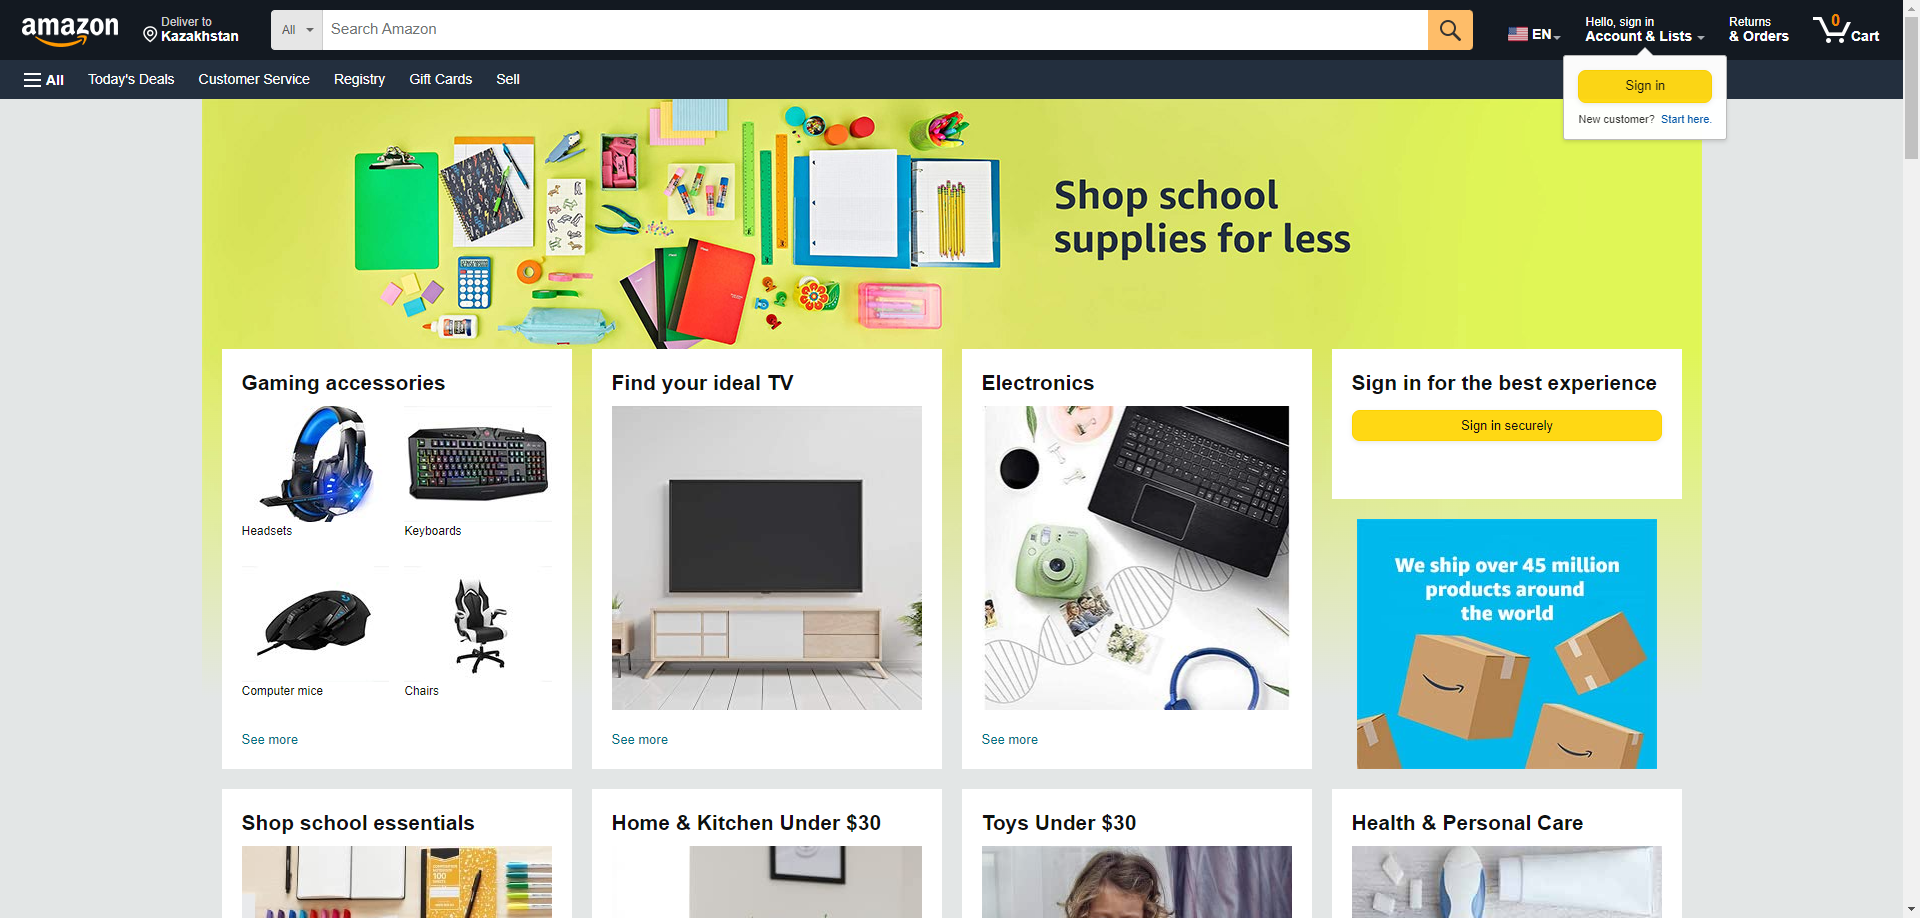 amazon
Deliver to
Kazakhstan
All
Search Amazon
EN
Hello, sign in
Account & Lists
Returns
& Orders
0
Cart
All
Today's Deals
Customer Service
Registry
Gift Cards
Sell
Sign in
New customer? Start here.
Shop school
supplies for less
Gaming accessories
Headsets
Keyboards
Computer mice
Chairs
See more
Find your ideal TV
See more
Electronics
See more
Sign in for the best experience
Sign in securely
We ship over 45 million
products around
the world
Shop school essentials
Home & Kitchen Under $30
Toys Under $30
Health & Personal Care